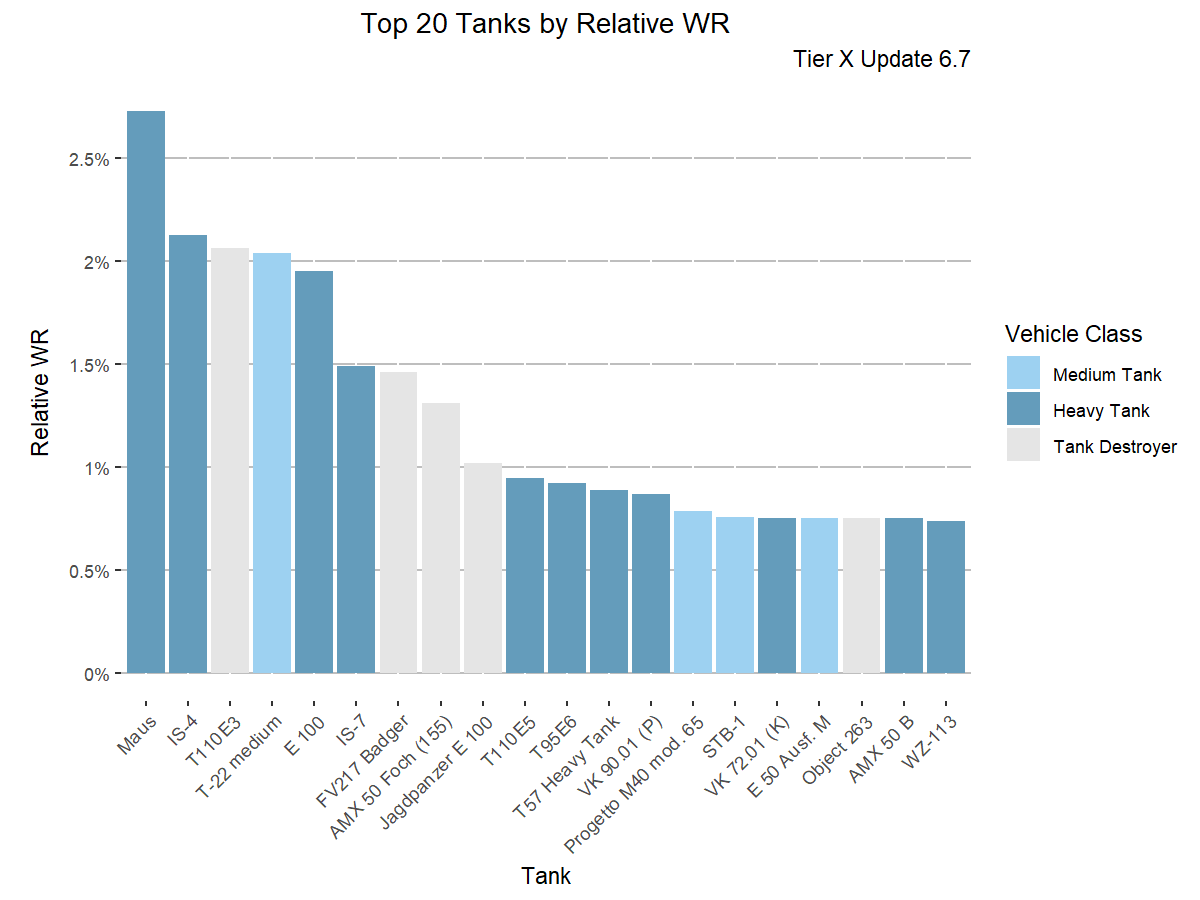 Top 20 Tanks by Relative WR
Tier X Update 6.7
Relative WR
2.5%
2%
1.5%
1%
0.5%
0%
Maus
IS-4
T110E3
T-22 medium
E 100
IS-7
FV217 Badger
AMX 50 Foch (155)
Jagdpanzer E 100
T110E5
T95E6
T57 Heavy Tank
VK 90.01 (P)
Progetto M40 mod. 65
STB-1
VK 72.01 (K)
E 50 Ausf. M
Object 263
AMX 50 B
WZ-113
Tank
Vehicle Class
Medium Tank
Heavy Tank
Tank Destroyer